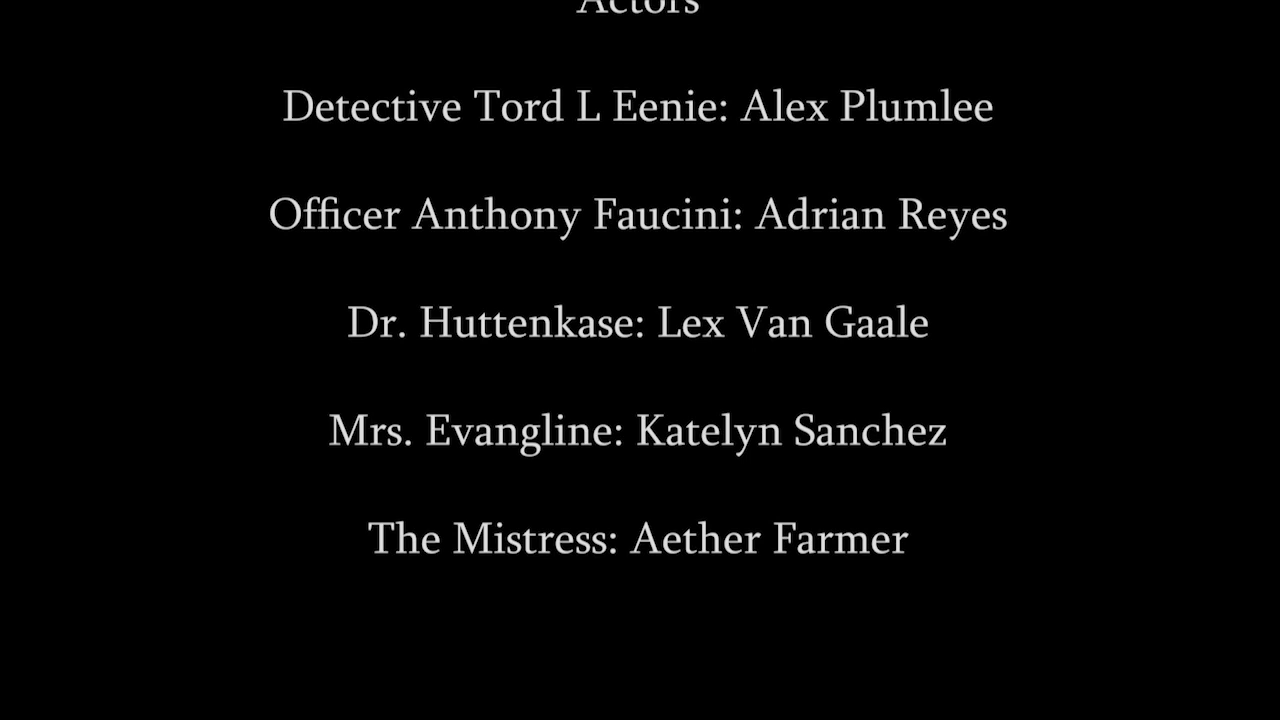 Actors
Detective Tord L Eenie: Alex Plumlee
Officer Anthony Faucini: Adrian Reyes
Dr. Huttenkase: Lex Van Gaale
Mrs. Evangline: Katelyn Sanchez
The Mistress: Aether Farmer